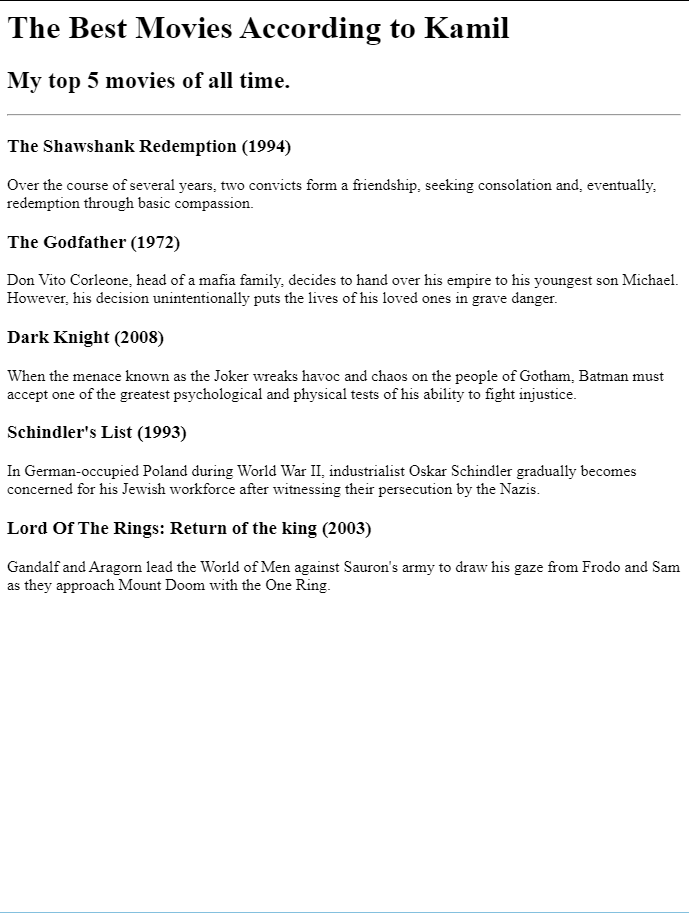 The Best Movies According to Kamil
My top 5 movies of all time.
The Shawshank Redemption (1994)
Over the course of several years, two convicts form a friendship, seeking consolation and, eventually,
redemption through basic compassion.
The Godfather (1972)
Don Vito Corleone, head of a mafia family, decides to hand over his empire to his youngest son Michael.
However, his decision unintentionally puts the lives of his loved ones in grave danger.
Dark Knight (2008)
When the menace known as the Joker wreaks havoc and chaos on the people of Gotham, Batman must
accept one of the greatest psychological and physical tests of his ability to fight injustice.
Schindler's List (1993)
In German-occupied Poland during World War II, industrialist Oskar Schindler gradually becomes
concerned for his Jewish workforce after witnessing their persecution by the Nazis.
Lord Of The Rings: Return of the king (2003)
Gandalf and Aragorn lead the World of Men against Sauron's army to draw his gaze from Frodo and Sam
as they approach Mount Doom with the One Ring.